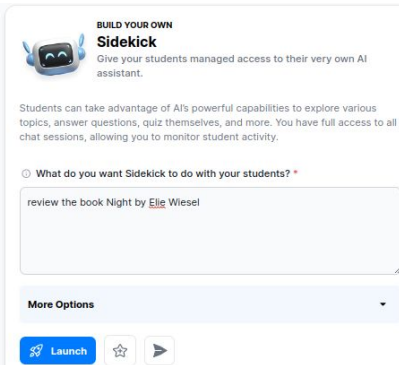 BUILD YOUR OWN
Sidekick
Give your students managed access to their very own AI
assistant.
Students can take advantage of AI's powerful capabilities to explore various
topics, answer questions, quiz themselves, and more. You have full access to all
chat sessions, allowing you to monitor student activity.
What do you want Sidekick to do with your students? *
review the book Night by Elie Wiesel
More Options
Launch